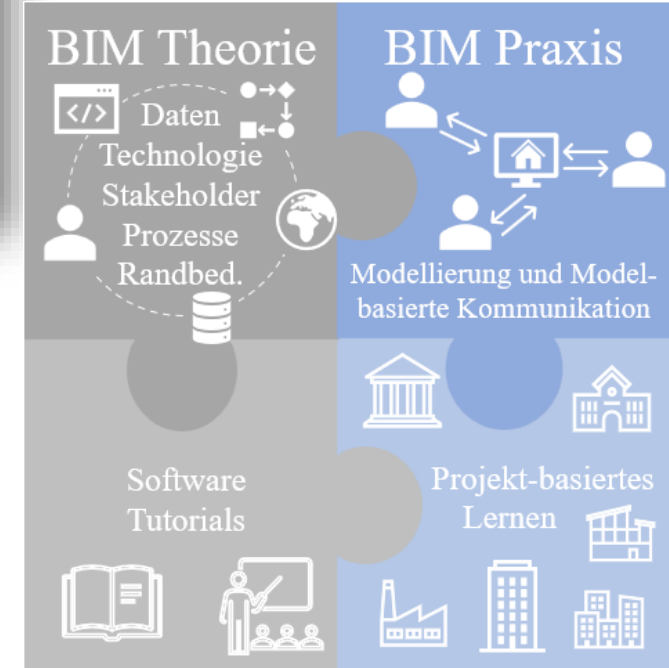 BIM Theorie
</>
Daten
Technologie
Stakeholder
Prozesse
Randbed.
BIM Praxis
Modellierung und Model-
basierte Kommunikation
Software
Tutorials
Projekt-basiertes
Lernen